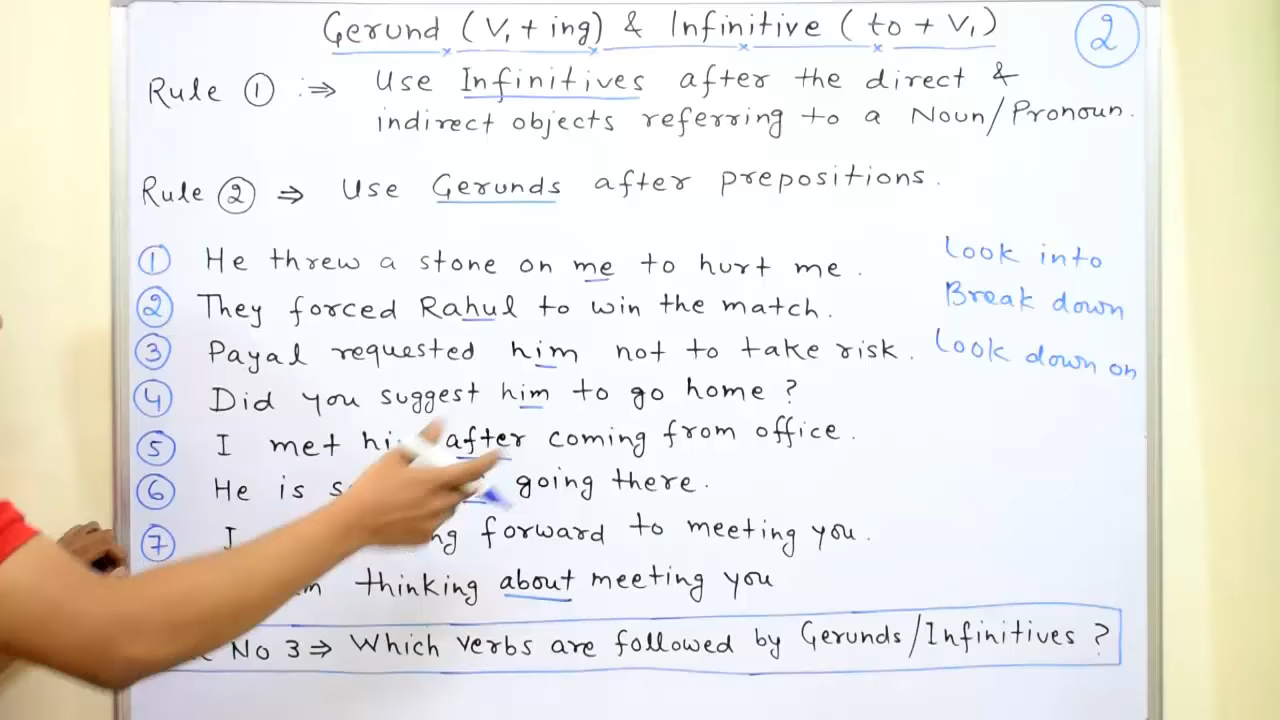 Gerund (V₁ + ing) & Infinitive (to + V₁)
2
Rule ① :⇒ Use Infinitives after the direct &
indirect objects referring to a Noun/Pronoun.
Rule ② ⇒ Use Gerunds after prepositions.
① He threw a stone on me to hurt me.
Look into
② They forced Rahul to win the match.
Break down
③ Payal requested him not to take risk.
Look down on
④ Did you suggest him to go home?
⑤ I met after coming from office.
⑥ He is going there.
⑦ I forward to meeting you.
thinking about meeting you
No 3 ⇒ Which verbs are followed by Gerunds/Infinitives?